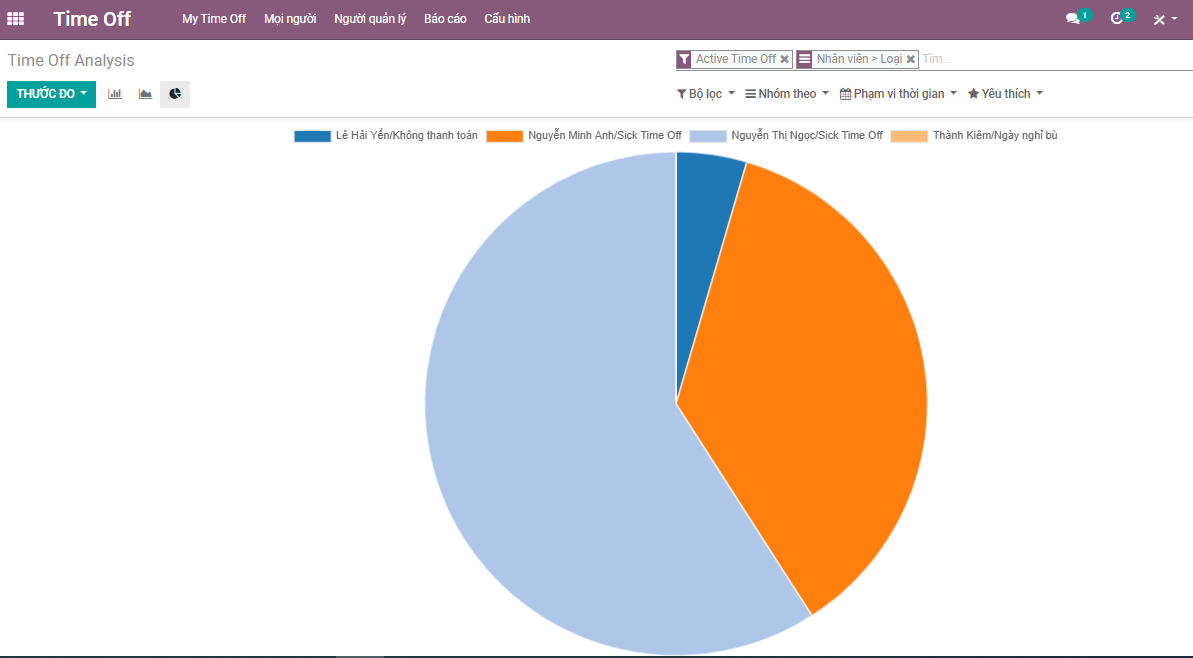 Time Off My Time Off Mọi người Người quản lý Báo cáo Cấu hình 1 2
Time Off Analysis Active Time Off Nhân viên > Loại Tìm...
THƯỚC ĐO Bộ lọc Nhóm theo Phạm vi thời gian Yêu thích
Lê Hải Yến/Không thanh toán Nguyễn Minh Anh/Sick Time Off Nguyễn Thị Ngọc/Sick Time Off Thành Kiêm/Ngày nghỉ bù